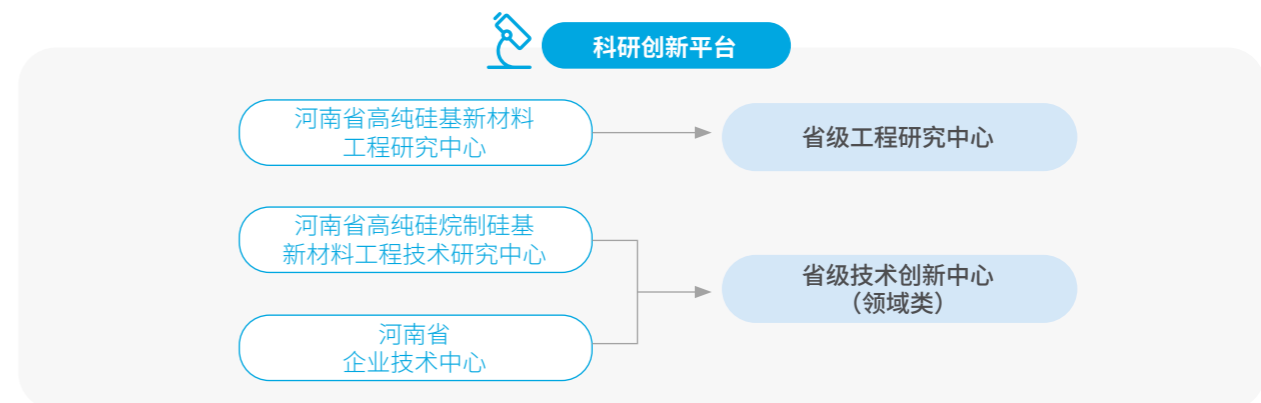 科研创新平台
河南省高纯硅基新材料
工程研究中心
省级工程研究中心
河南省高纯硅烷制硅基
新材料工程技术研究中心
河南省
企业技术中心
省级技术创新中心
（领域类）